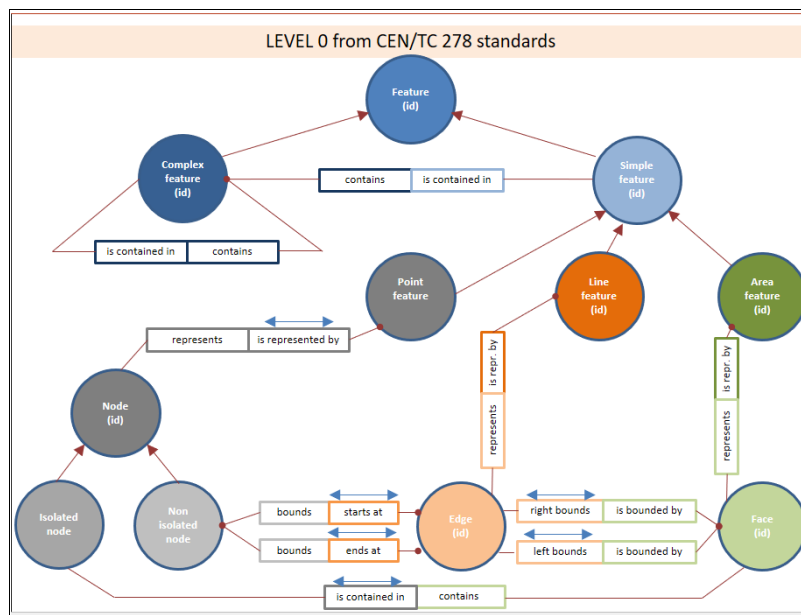 LEVEL 0 from CEN/TC 278 standards
Feature
(id)
Complex
feature
(id)
contains
is contained in
Simple
feature
(id)
is contained in
contains
Point
feature
Line
feature
(id)
Area
feature
(id)
represents
is represented by
is repr. by
represents
is repr. by
represents
Node
(id)
Isolated
node
Non
isolated
node
bounds
starts at
bounds
ends at
Edge
(id)
right bounds
is bounded by
left bounds
is bounded by
Face
(id)
is contained in
contains